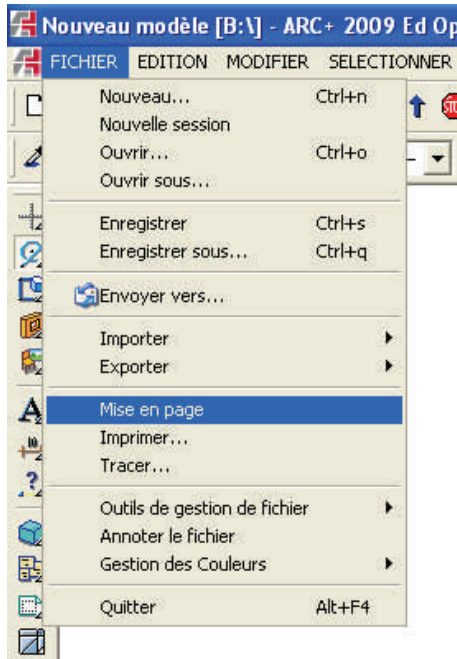 Nouveau modèle [B:\] - ARC+ 2009 Ed Op
FICHIER EDITION MODIFIER SELECTIONNER
Nouveau... Ctrl+n
Nouvelle session
Ouvrir... Ctrl+o
Ouvrir sous...
Enregistrer Ctrl+s
Enregistrer sous... Ctrl+q
Envoyer vers...
Importer
Exporter
Mise en page
Imprimer...
Tracer...
Outils de gestion de fichier
Annoter le fichier
Gestion des Couleurs
Quitter Alt+F4